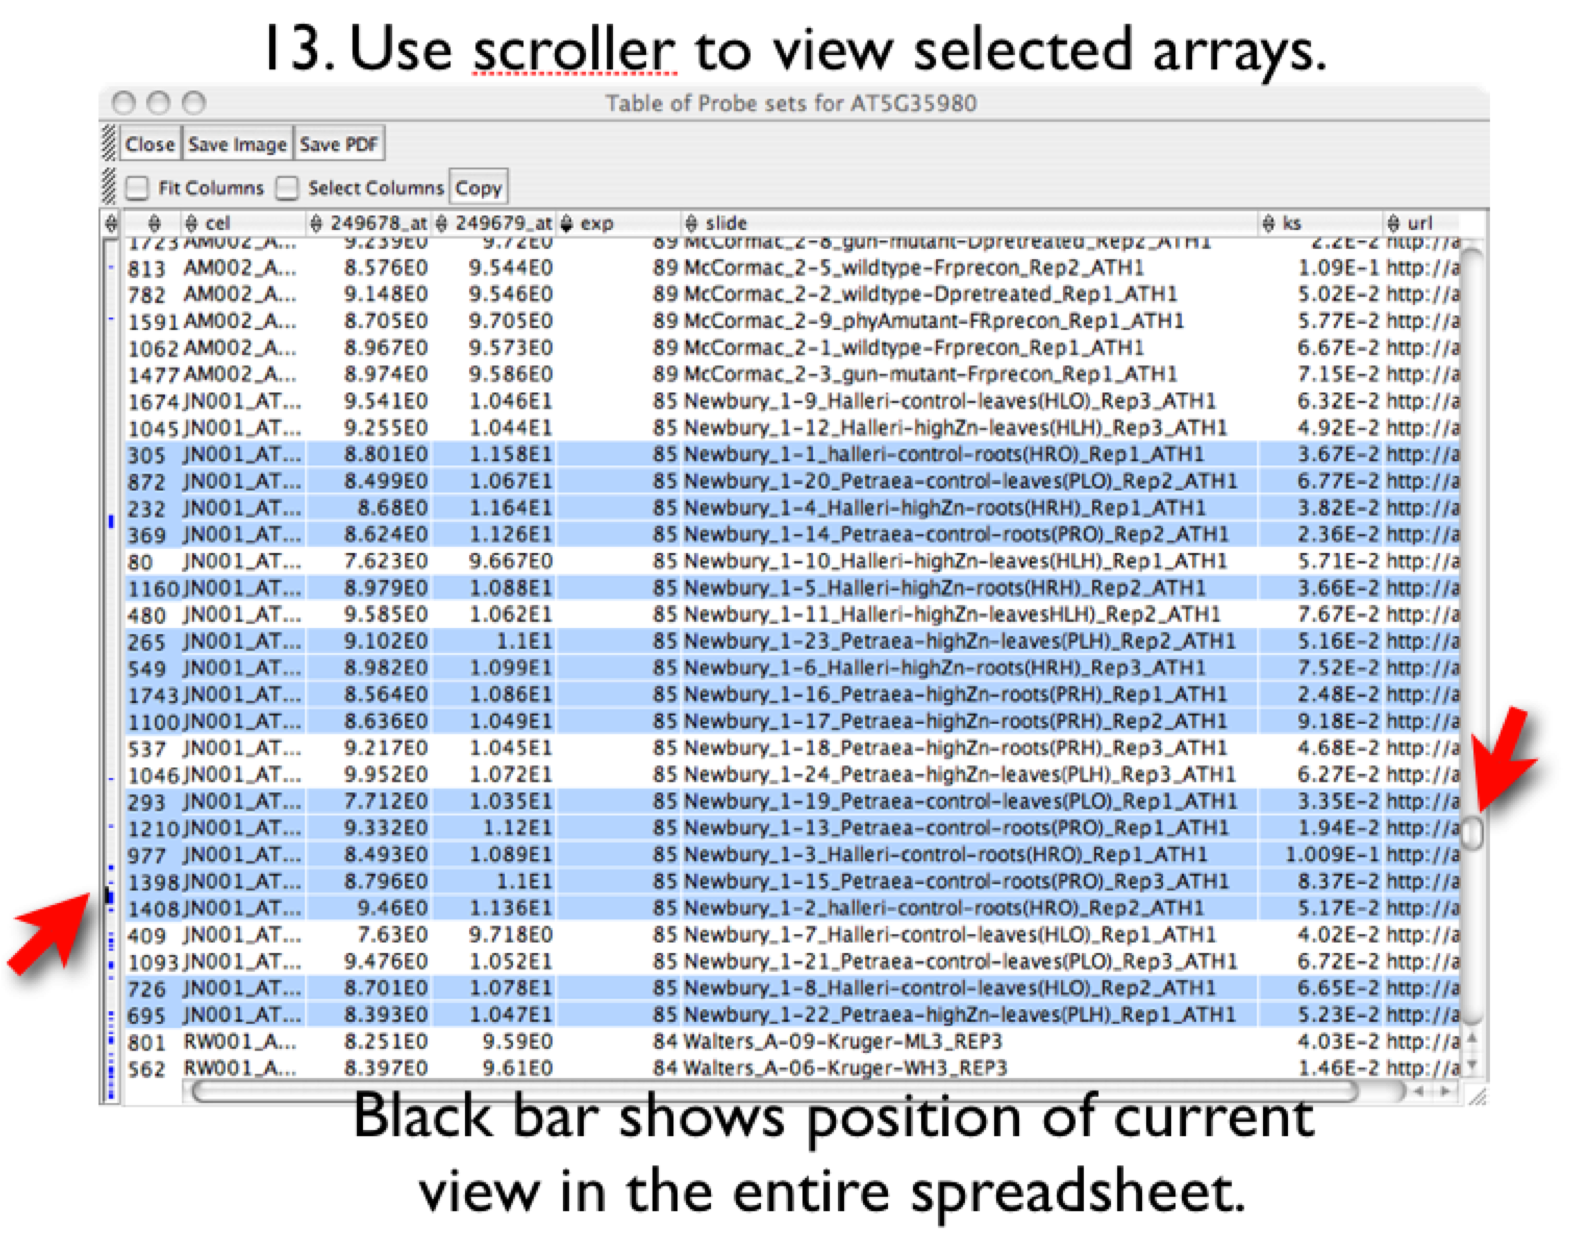 13. Use scroller to view selected arrays.
Table of Probe sets for AT5G35980
Close Save Image Save PDF
Fit Columns Select Columns Copy
cel 249678_at 249679_at exp slide ks url
1723 AM002_A... 9.239E0 9.72E0 89 McCormac_2-8_gun-mutant-Dpretreated_Rep2_ATH1 2.2E-2 http://a
813 AM002_A... 8.576E0 9.544E0 89 McCormac_2-5_wildtype-Frprecon_Rep2_ATH1 1.09E-1 http://a
782 AM002_A... 9.148E0 9.546E0 89 McCormac_2-2_wildtype-Dpretreated_Rep1_ATH1 5.02E-2 http://a
1591 AM002_A... 8.705E0 9.705E0 89 McCormac_2-9_phyAmutant-FRprecon_Rep1_ATH1 5.77E-2 http://a
1062 AM002_A... 8.967E0 9.573E0 89 McCormac_2-1_wildtype-Frprecon_Rep1_ATH1 6.67E-2 http://a
1477 AM002_A... 8.974E0 9.586E0 89 McCormac_2-3_gun-mutant-Frprecon_Rep1_ATH1 7.15E-2 http://a
1674 JN001_AT... 9.541E0 1.046E1 85 Newbury_1-9_Halleri-control-leaves(HLO)_Rep3_ATH1 6.32E-2 http://a
1045 JN001_AT... 9.255E0 1.044E1 85 Newbury_1-12_Halleri-highZn-leaves(HLH)_Rep3_ATH1 4.92E-2 http://a
305 JN001_AT... 8.801E0 1.158E1 85 Newbury_1-1_halleri-control-roots(HRO)_Rep1_ATH1 3.67E-2 http://a
872 JN001_AT... 8.499E0 1.067E1 85 Newbury_1-20_Petraea-control-leaves(PLO)_Rep2_ATH1 6.77E-2 http://a
232 JN001_AT... 8.68E0 1.164E1 85 Newbury_1-4_Halleri-highZn-roots(HRH)_Rep1_ATH1 3.82E-2 http://a
369 JN001_AT... 8.624E0 1.126E1 85 Newbury_1-14_Petraea-control-roots(PRO)_Rep2_ATH1 2.36E-2 http://a
80 JN001_AT... 7.623E0 9.667E0 85 Newbury_1-10_Halleri-highZn-leaves(HLH)_Rep1_ATH1 5.71E-2 http://a
1160 JN001_AT... 8.979E0 1.088E1 85 Newbury_1-5_Halleri-highZn-roots(HRH)_Rep2_ATH1 3.66E-2 http://a
480 JN001_AT... 9.585E0 1.062E1 85 Newbury_1-11_Halleri-highZn-leavesHLH)_Rep2_ATH1 7.67E-2 http://a
265 JN001_AT... 9.102E0 1.1E1 85 Newbury_1-23_Petraea-highZn-leaves(PLH)_Rep2_ATH1 5.16E-2 http://a
549 JN001_AT... 8.982E0 1.099E1 85 Newbury_1-6_Halleri-highZn-roots(HRH)_Rep3_ATH1 7.52E-2 http://a
1743 JN001_AT... 8.564E0 1.086E1 85 Newbury_1-16_Petraea-highZn-roots(PRH)_Rep1_ATH1 2.48E-2 http://a
1100 JN001_AT... 8.636E0 1.049E1 85 Newbury_1-17_Petraea-highZn-roots(PRH)_Rep2_ATH1 9.18E-2 http://a
537 JN001_AT... 9.217E0 1.045E1 85 Newbury_1-18_Petraea-highZn-roots(PRH)_Rep3_ATH1 4.68E-2 http://a
1046 JN001_AT... 9.952E0 1.072E1 85 Newbury_1-24_Petraea-highZn-leaves(PLH)_Rep3_ATH1 6.27E-2 http://a
293 JN001_AT... 7.712E0 1.035E1 85 Newbury_1-19_Petraea-control-leaves(PLO)_Rep1_ATH1 3.35E-2 http://a
1210 JN001_AT... 9.332E0 1.12E1 85 Newbury_1-13_Petraea-control-roots(PRO)_Rep1_ATH1 1.94E-2 http://a
977 JN001_AT... 8.493E0 1.089E1 85 Newbury_1-3_Halleri-control-roots(HRO)_Rep1_ATH1 1.009E-1 http://a
1398 JN001_AT... 8.796E0 1.1E1 85 Newbury_1-15_Petraea-control-roots(PRO)_Rep3_ATH1 8.37E-2 http://a
1408 JN001_AT... 9.46E0 1.136E1 85 Newbury_1-2_halleri-control-roots(HRO)_Rep2_ATH1 5.17E-2 http://a
409 JN001_AT... 7.63E0 9.718E0 85 Newbury_1-7_Halleri-control-leaves(HLO)_Rep1_ATH1 4.02E-2 http://a
1093 JN001_AT... 9.476E0 1.052E1 85 Newbury_1-21_Petraea-control-leaves(PLO)_Rep3_ATH1 6.72E-2 http://a
726 JN001_AT... 8.701E0 1.078E1 85 Newbury_1-8_Halleri-control-leaves(HLO)_Rep2_ATH1 6.65E-2 http://a
695 JN001_AT... 8.393E0 1.047E1 85 Newbury_1-22_Petraea-highZn-leaves(PLH)_Rep1_ATH1 5.23E-2 http://a
801 RW001_A... 8.251E0 9.59E0 84 Walters_A-09-Kruger-ML3_REP3 4.03E-2 http://a
562 RW001_A... 8.397E0 9.61E0 84 Walters_A-06-Kruger-WH3_REP3 1.46E-2 http://a
Black bar shows position of current
view in the entire spreadsheet.